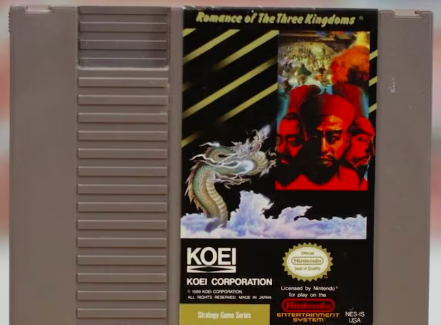 Romance of The Three Kingdoms ®
KOEI
KOEI CORPORATION
© 1989 KOEI CORPORATION,
ALL RIGHTS RESERVED. MADE IN JAPAN
Strategy Game Series
Official
Nintendo
Seal of Quality
Licensed by Nintendo®
for play on the
Nintendo
ENTERTAINMENT
SYSTEM
NES-IS
USA